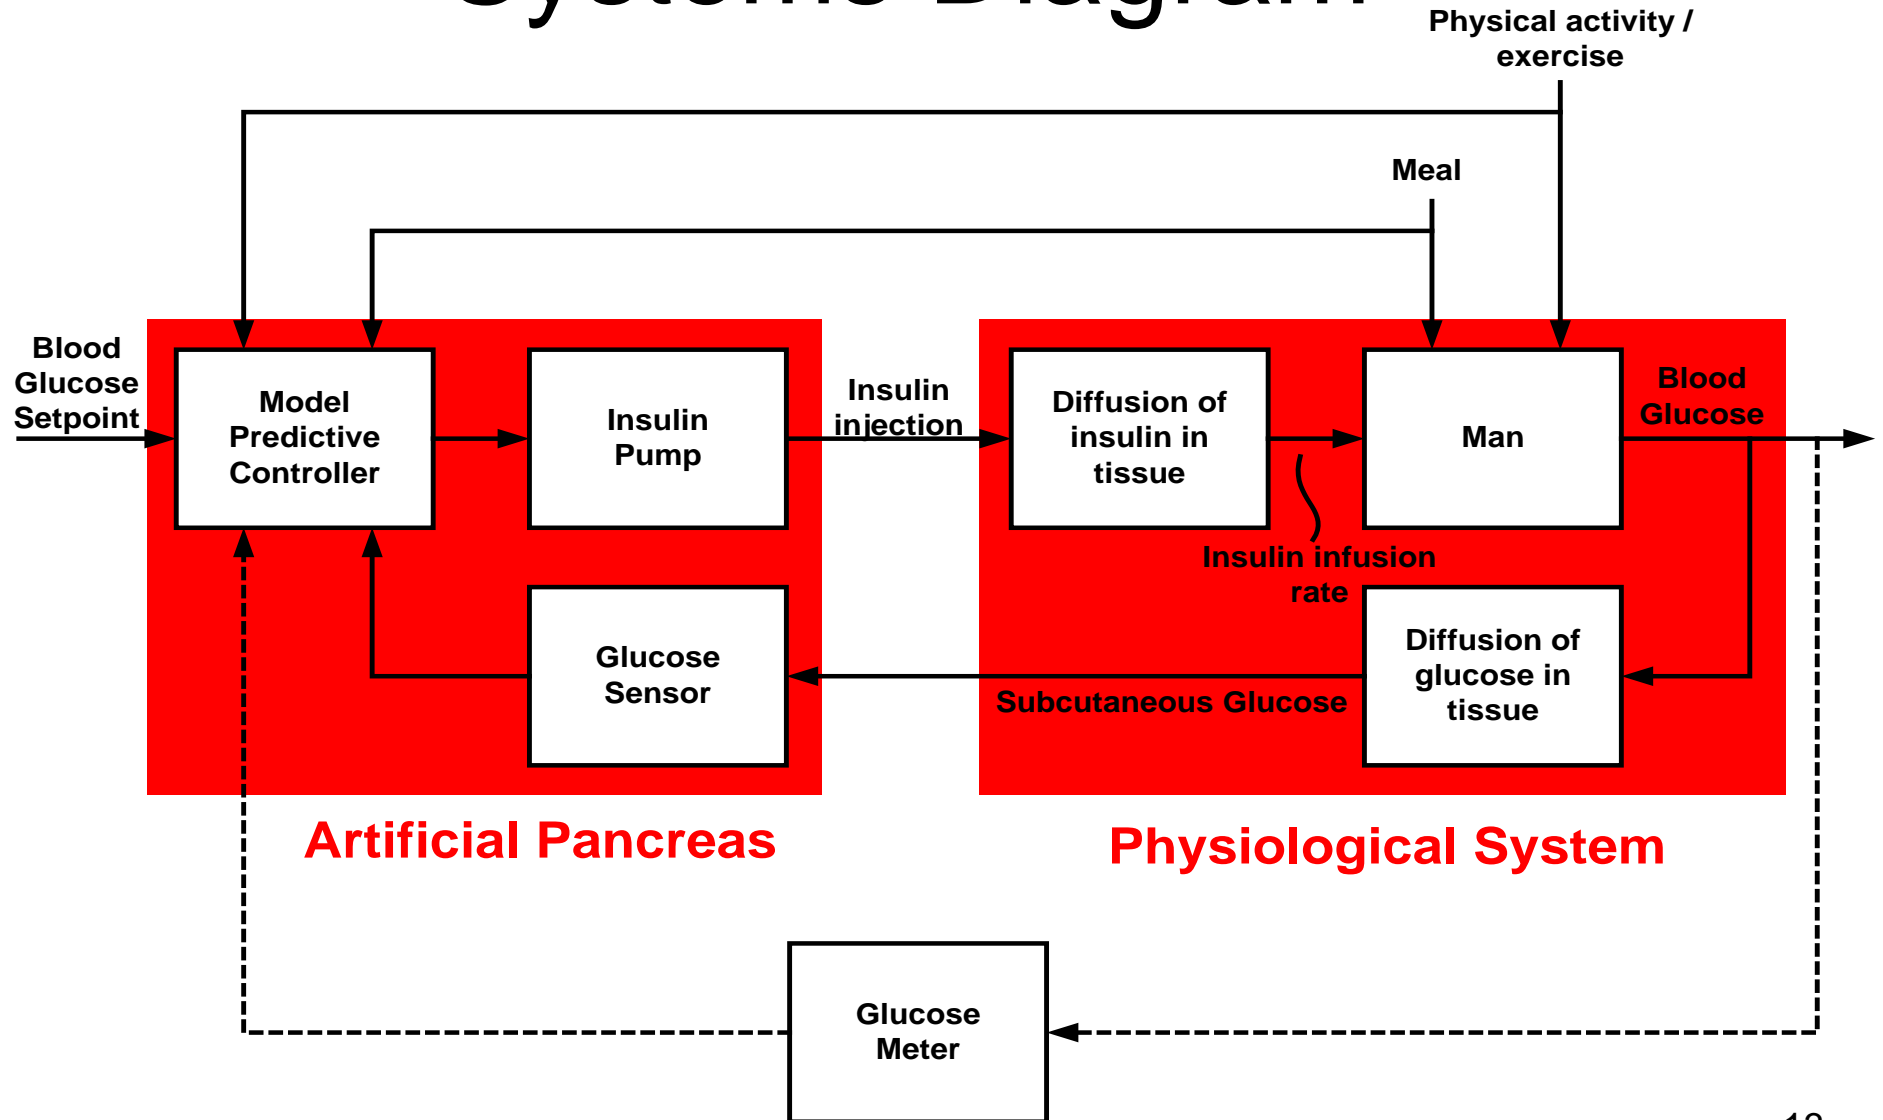 Systems Diagram
Physical activity /
exercise
Meal
Blood
Glucose
Setpoint
Model
Predictive
Controller
Insulin
Pump
Insulin
injection
Diffusion of
insulin in
tissue
Man
Blood
Glucose
Insulin infusion
rate
Glucose
Sensor
Subcutaneous Glucose
Diffusion of
glucose in
tissue
Artificial Pancreas
Physiological System
Glucose
Meter